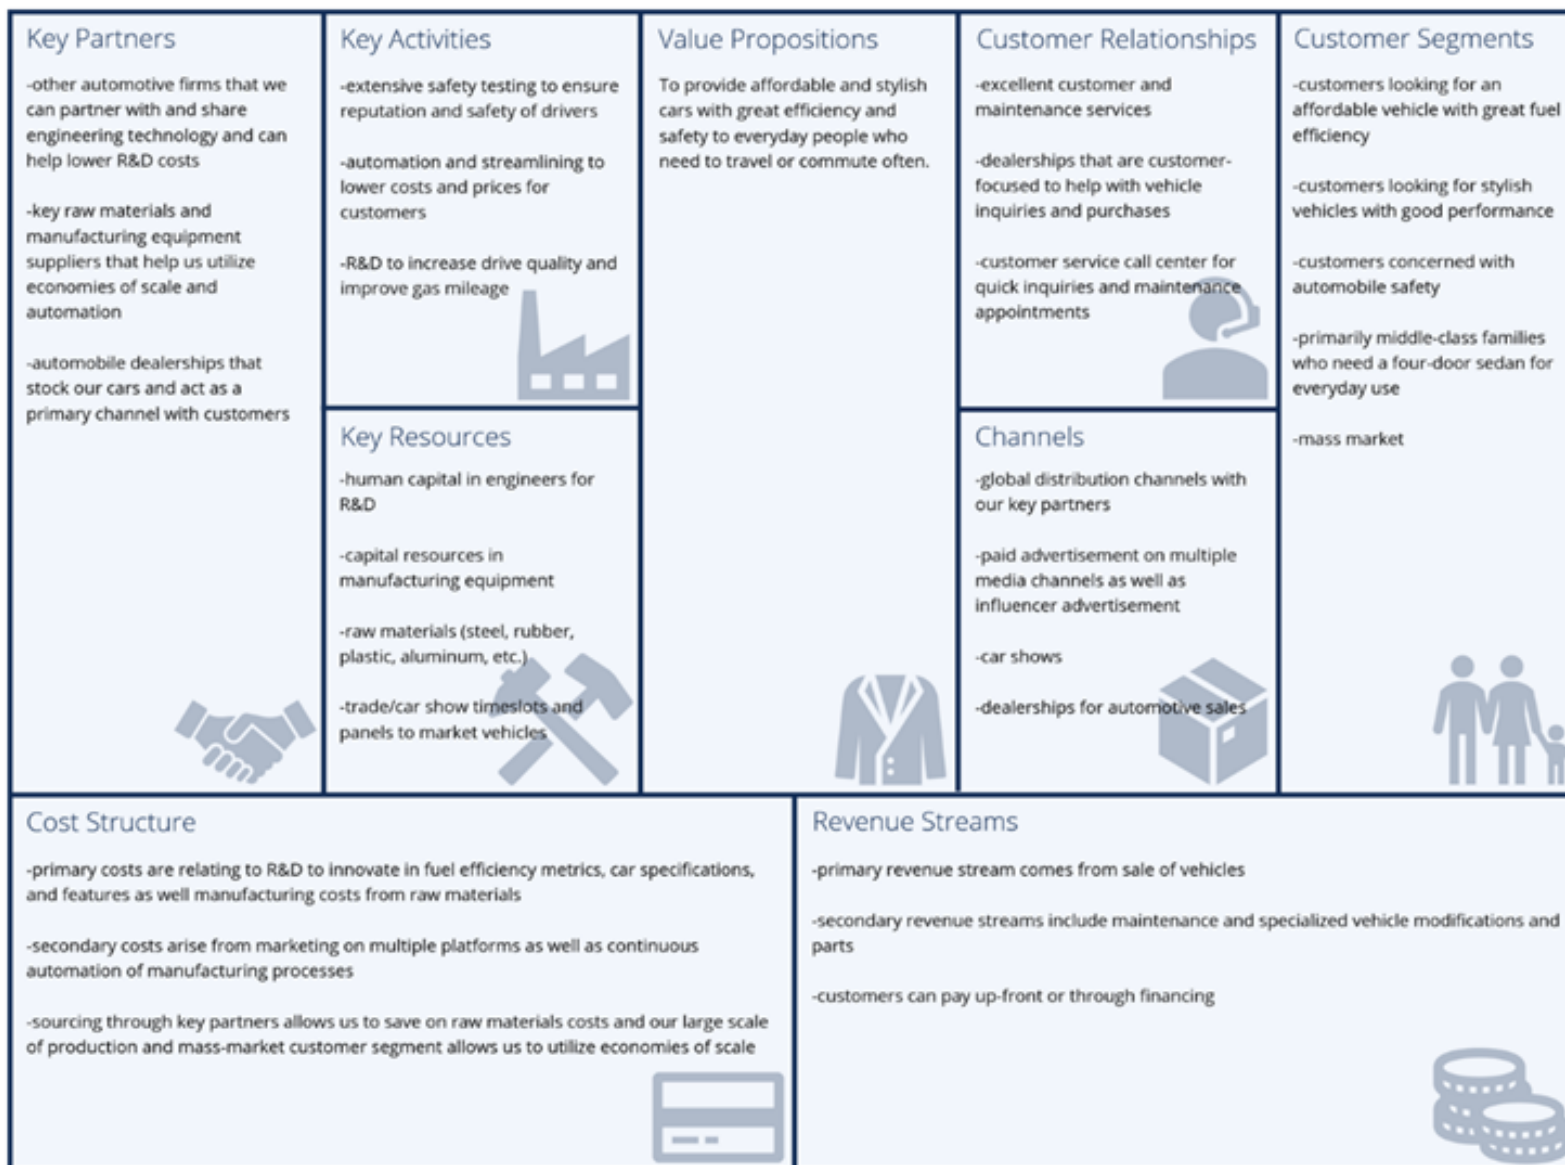 Key Partners
-other automotive firms that we
can partner with and share
engineering technology and can
help lower R&D costs
-key raw materials and
manufacturing equipment
suppliers that help us utilize
economies of scale and
automation
-automobile dealerships that
stock our cars and act as a
primary channel with customers
Key Activities
-extensive safety testing to ensure
reputation and safety of drivers
-automation and streamlining to
lower costs and prices for
customers
-R&D to increase drive quality and
improve gas mileage
Key Resources
-human capital in engineers for
R&D
-capital resources in
manufacturing equipment
-raw materials (steel, rubber,
plastic, aluminum, etc.)
-trade/car show timeslots and
panels to market vehicles
Value Propositions
To provide affordable and stylish
cars with great efficiency and
safety to everyday people who
need to travel or commute often.
Customer Relationships
-excellent customer and
maintenance services
-dealerships that are customer-
focused to help with vehicle
inquiries and purchases
-customer service call center for
quick inquiries and maintenance
appointments
Channels
-global distribution channels with
our key partners
-paid advertisement on multiple
media channels as well as
influencer advertisement
-car shows
-dealerships for automotive sales
Customer Segments
-customers looking for an
affordable vehicle with great fuel
efficiency
-customers looking for stylish
vehicles with good performance
-customers concerned with
automobile safety
-primarily middle-class families
who need a four-door sedan for
everyday use
-mass market
Cost Structure
-primary costs are relating to R&D to innovate in fuel efficiency metrics, car specifications,
and features as well manufacturing costs from raw materials
-secondary costs arise from marketing on multiple platforms as well as continuous
automation of manufacturing processes
-sourcing through key partners allows us to save on raw materials costs and our large scale
of production and mass-market customer segment allows us to utilize economies of scale
Revenue Streams
-primary revenue stream comes from sale of vehicles
-secondary revenue streams include maintenance and specialized vehicle modifications and
parts
-customers can pay up-front or through financing